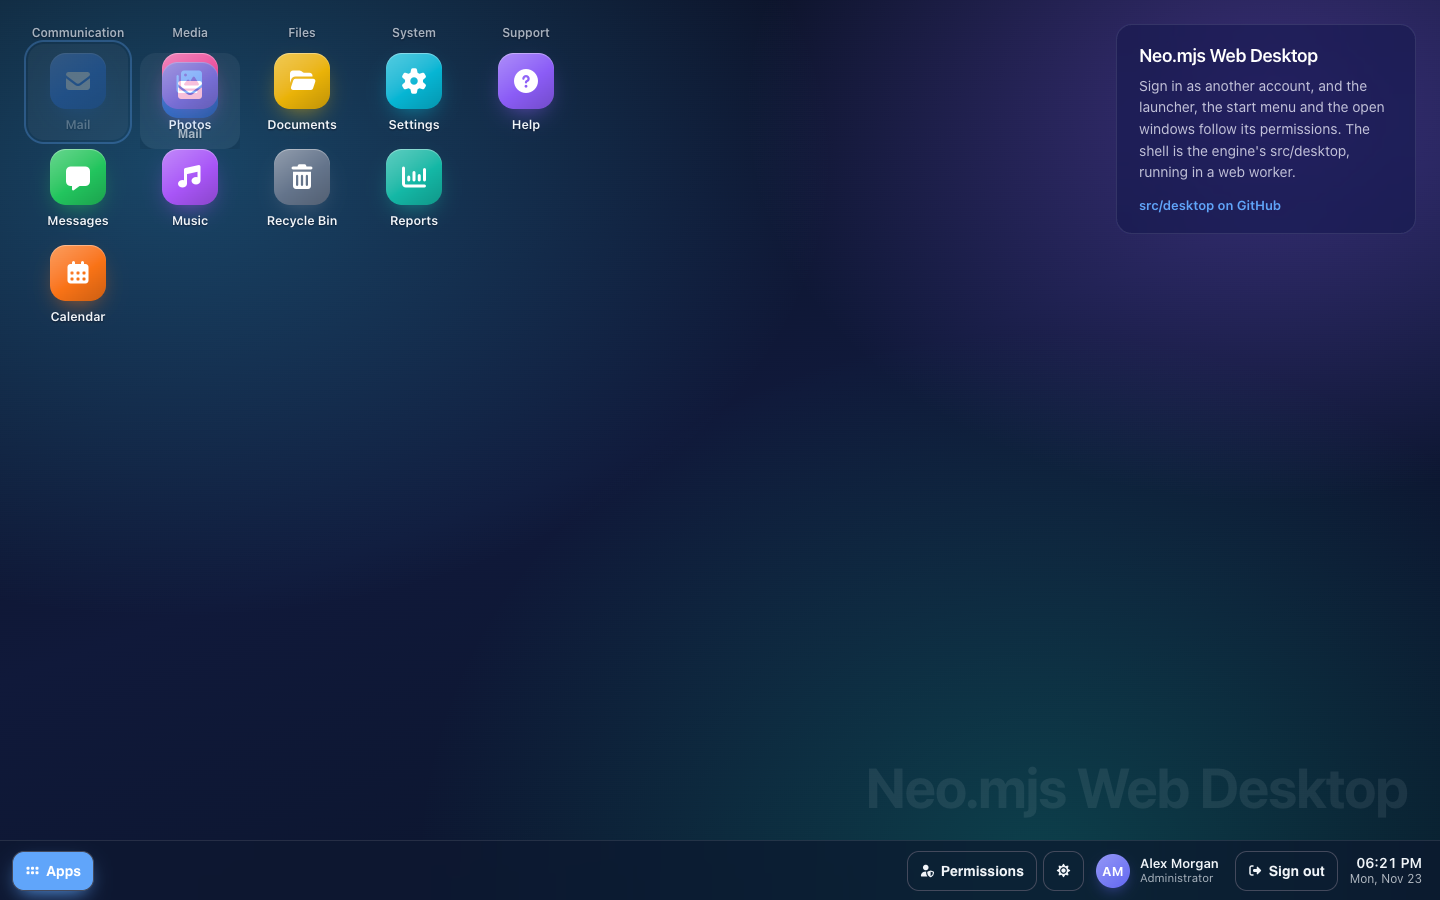 Communication
Media
Files
System
Support
Mail
Photos
Mail
Documents
Settings
Help
Messages
Music
Recycle Bin
Reports
Calendar
Neo.mjs Web Desktop
Sign in as another account, and the
launcher, the start menu and the open
windows follow its permissions. The
shell is the engine's src/desktop,
running in a web worker.
src/desktop on GitHub
Neo.mjs Web Desktop
Apps
Permissions
AM
Alex Morgan
Administrator
Sign out
06:21 PM
Mon, Nov 23